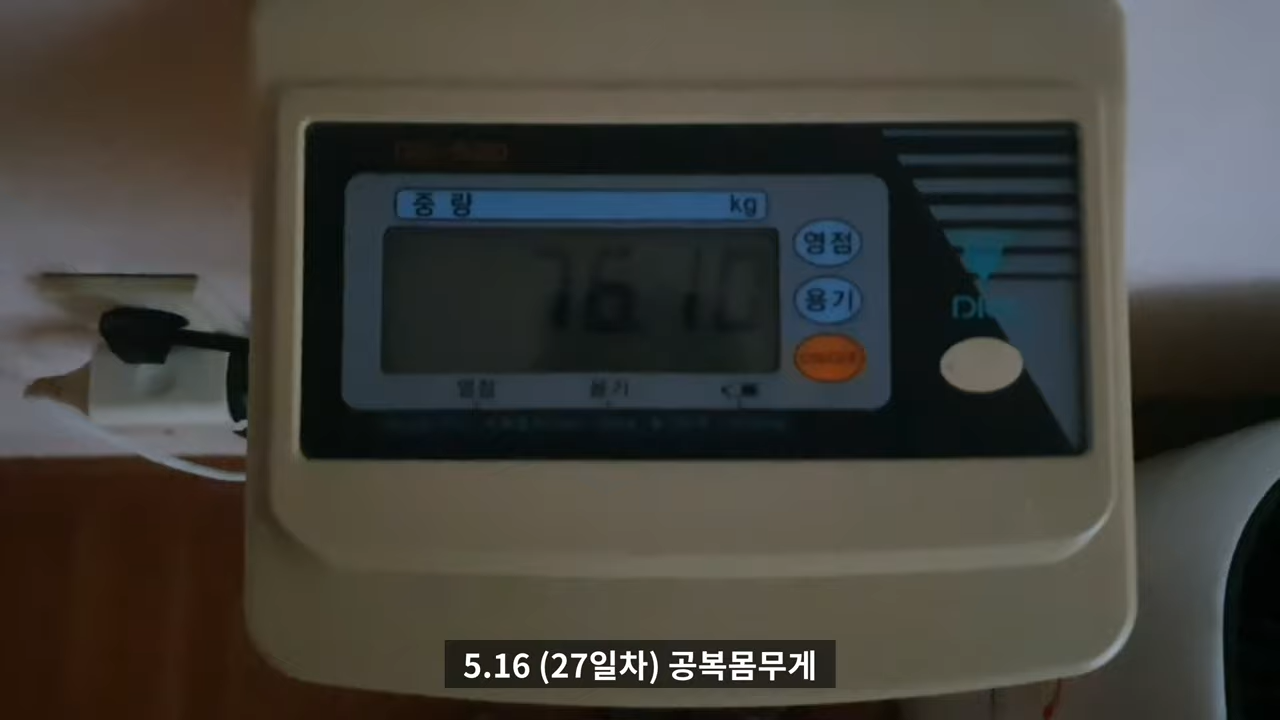 중 량 kg
76.10
영점
용기
영점 용기
5.16 (27일차) 공복몸무게